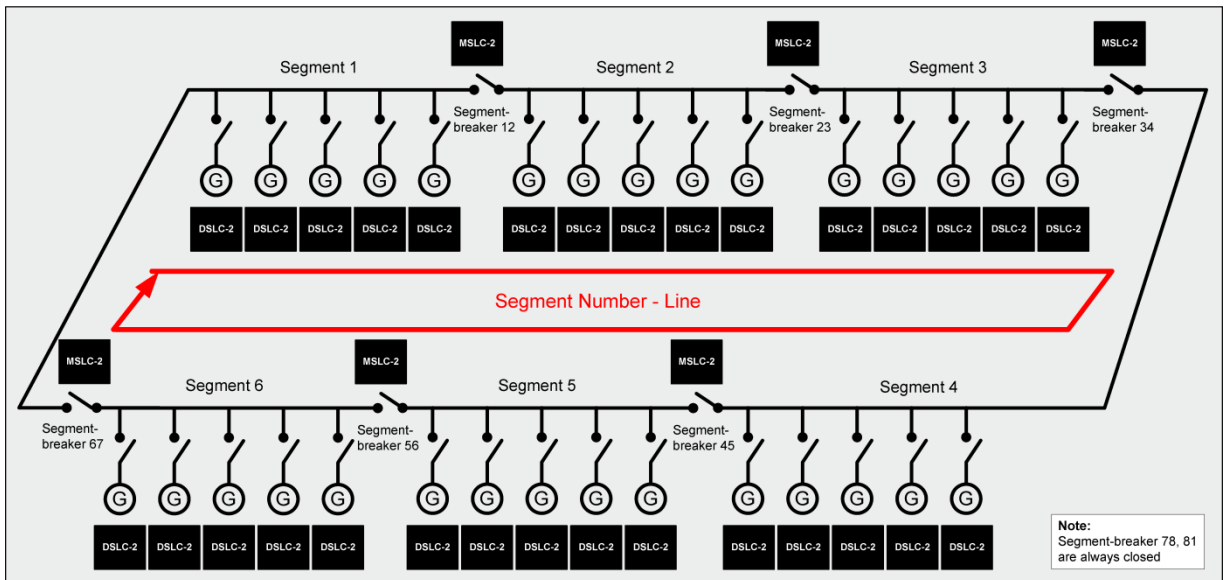 MSLC-2 MSLC-2 MSLC-2
Segment 1 Segment 2 Segment 3
Segment-
breaker 12
Segment-
breaker 23
Segment-
breaker 34
G G G G G G G G G G G G G G G
DSLC-2 DSLC-2 DSLC-2 DSLC-2 DSLC-2 DSLC-2 DSLC-2 DSLC-2 DSLC-2 DSLC-2 DSLC-2 DSLC-2 DSLC-2 DSLC-2 DSLC-2
Segment Number - Line
MSLC-2 MSLC-2 MSLC-2
Segment 6 Segment 5 Segment 4
Segment-
breaker 67
Segment-
breaker 56
Segment-
breaker 45
G G G G G G G G G G G G G G G
DSLC-2 DSLC-2 DSLC-2 DSLC-2 DSLC-2 DSLC-2 DSLC-2 DSLC-2 DSLC-2 DSLC-2 DSLC-2 DSLC-2 DSLC-2 DSLC-2 DSLC-2
Note:
Segment-breaker 78, 81
are always closed